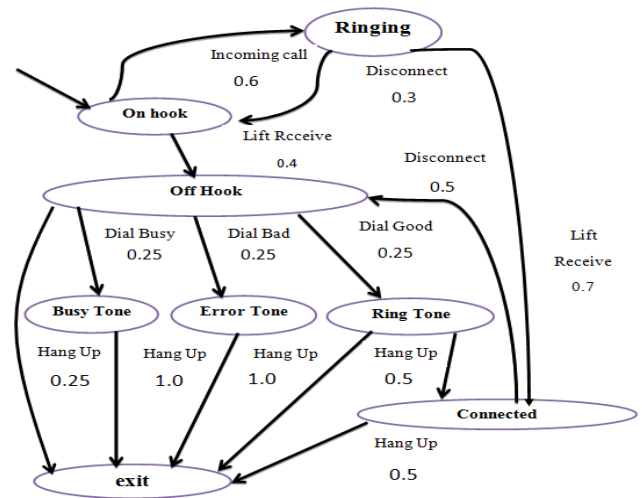 Ringing
Incoming call
0.6
Disconnect
0.3
On hook
Lift Rcceive
0.4
Disconnect
0.5
Off Hook
Dial Busy
0.25
Dial Bad
0.25
Dial Good
0.25
Lift
Receive
0.7
Busy Tone
Error Tone
Ring Tone
Hang Up
0.25
Hang Up
1.0
Hang Up
1.0
Hang Up
0.5
Connected
Hang Up
0.5
exit